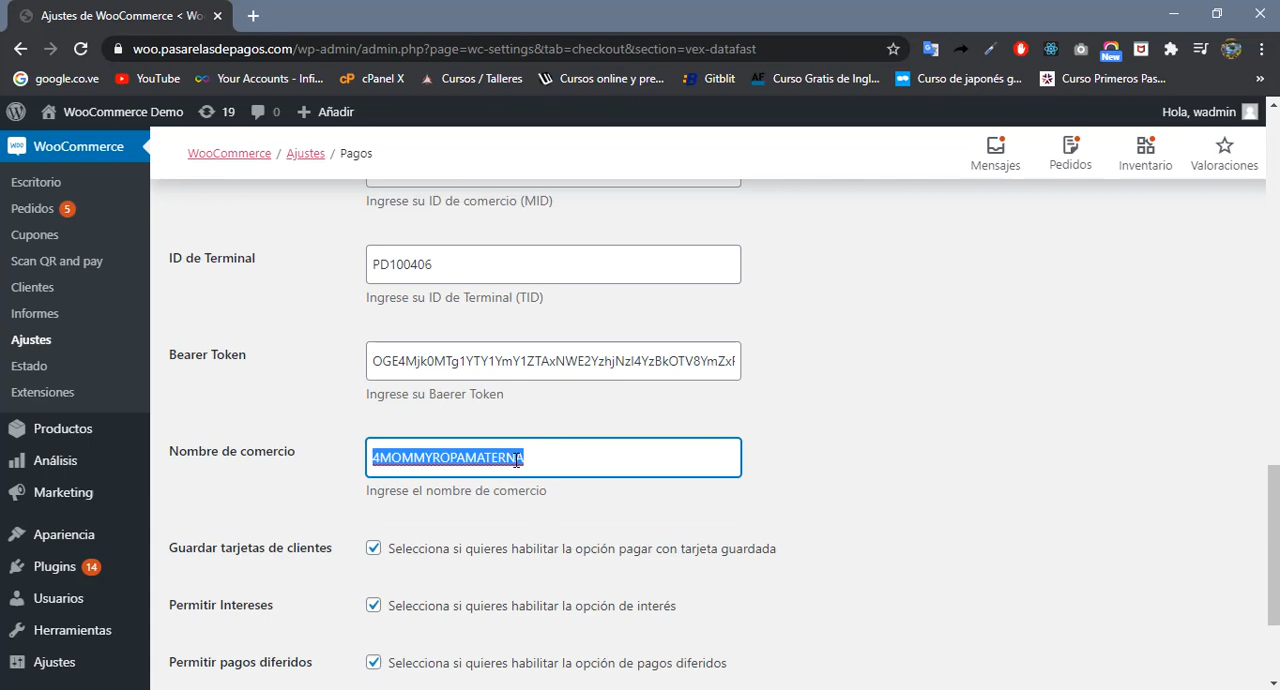 Ajustes de WooCommerce < Wo
woo.pasarelasdepagos.com/wp-admin/admin.php?page=wc-settings&tab=checkout&section=vex-datafast
New
google.co.ve YouTube Your Accounts - Infi... cPanel X Cursos / Talleres Cursos online y pre... Gitblit Curso Gratis de Ingl... Curso de japonés g... Curso Primeros Pas... »
WooCommerce Demo 19 0 Añadir Hola, wadmin
WooCommerce
WooCommerce / Ajustes / Pagos
Mensajes Pedidos Inventario Valoraciones
Escritorio
Pedidos 5
Cupones
Scan QR and pay
Clientes
Informes
Ajustes
Estado
Extensiones
Productos
Análisis
Marketing
Apariencia
Plugins 14
Usuarios
Herramientas
Ajustes
Ingrese su ID de comercio (MID)
ID de Terminal PD100406
Ingrese su ID de Terminal (TID)
Bearer Token
Ingrese su Baerer Token
Nombre de comercio 4MOMMYROPAMATERNA
Ingrese el nombre de comercio
Guardar tarjetas de clientes Selecciona si quieres habilitar la opción pagar con tarjeta guardada
Permitir Intereses Selecciona si quieres habilitar la opción de interés
Permitir pagos diferidos Selecciona si quieres habilitar la opción de pagos diferidos